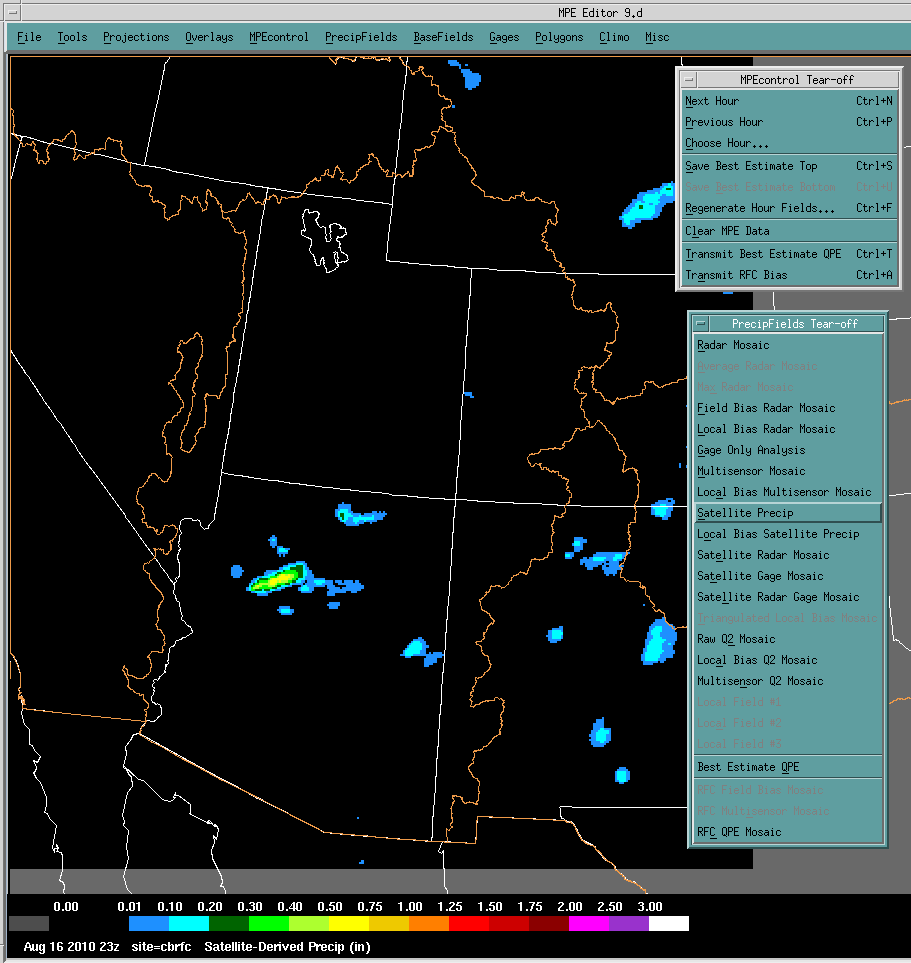 MPE Editor 9.d
File Tools Projections Overlays MPEcontrol PrecipFields BaseFields Gages Polygons Climo Misc
MPEcontrol Tear-off
Next Hour Ctrl+N
Previous Hour Ctrl+P
Choose Hour...
Save Best Estimate Top Ctrl+S
Save Best Estimate Bottom Ctrl+U
Regenerate Hour Fields... Ctrl+F
Clear MPE Data
Transmit Best Estimate QPE Ctrl+T
Transmit RFC Bias Ctrl+A
PrecipFields Tear-off
Radar Mosaic
Average Radar Mosaic
Max Radar Mosaic
Field Bias Radar Mosaic
Local Bias Radar Mosaic
Gage Only Analysis
Multisensor Mosaic
Local Bias Multisensor Mosaic
Satellite Precip
Local Bias Satellite Precip
Satellite Radar Mosaic
Satellite Gage Mosaic
Satellite Radar Gage Mosaic
Triangulated Local Bias Mosaic
Raw Q2 Mosaic
Local Bias Q2 Mosaic
Multisensor Q2 Mosaic
Local Field #1
Local Field #2
Local Field #3
Best Estimate QPE
RFC Field Bias Mosaic
RFC Multisensor Mosaic
RFC QPE Mosaic
0.00 0.01 0.10 0.20 0.30 0.40 0.50 0.75 1.00 1.25 1.50 1.75 2.00 2.50 3.00
Aug 16 2010 23z site=cbrfc Satellite-Derived Precip (in)